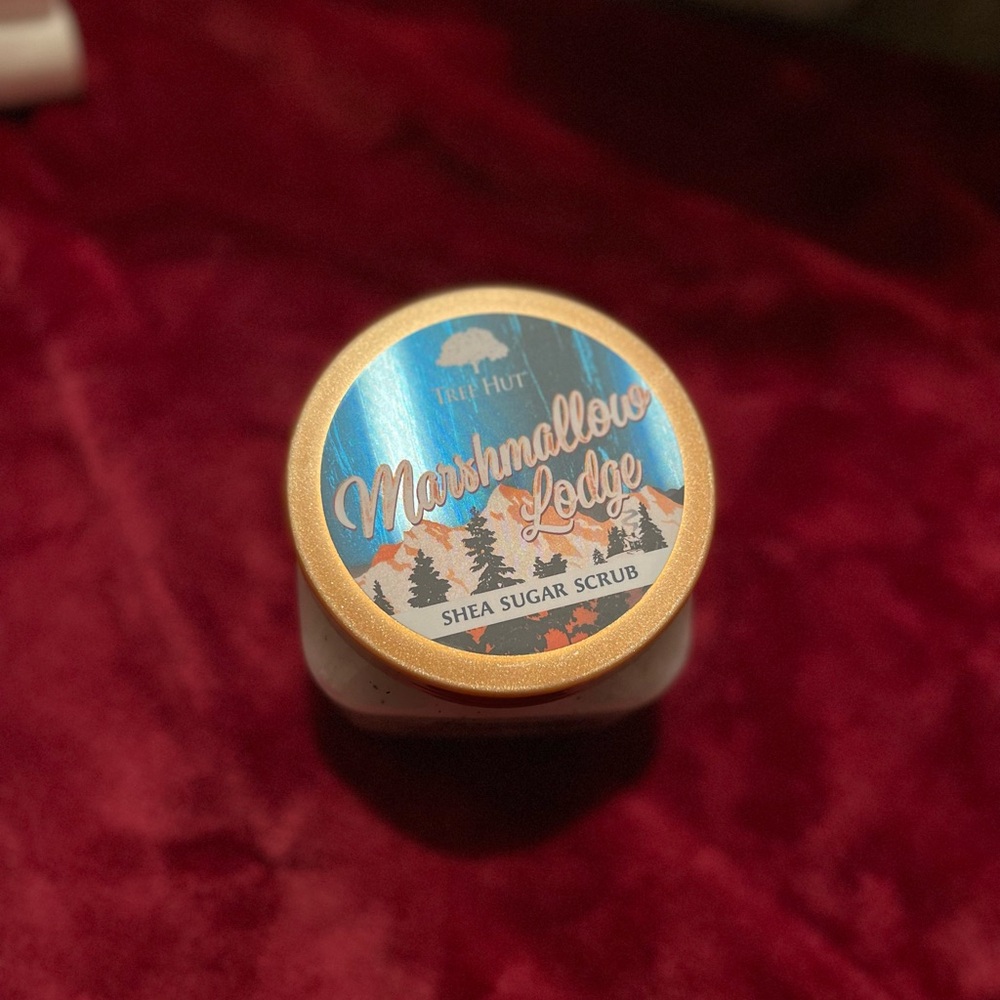 TREE HUT
Marshmallow
Lodge
SHEA SUGAR SCRUB